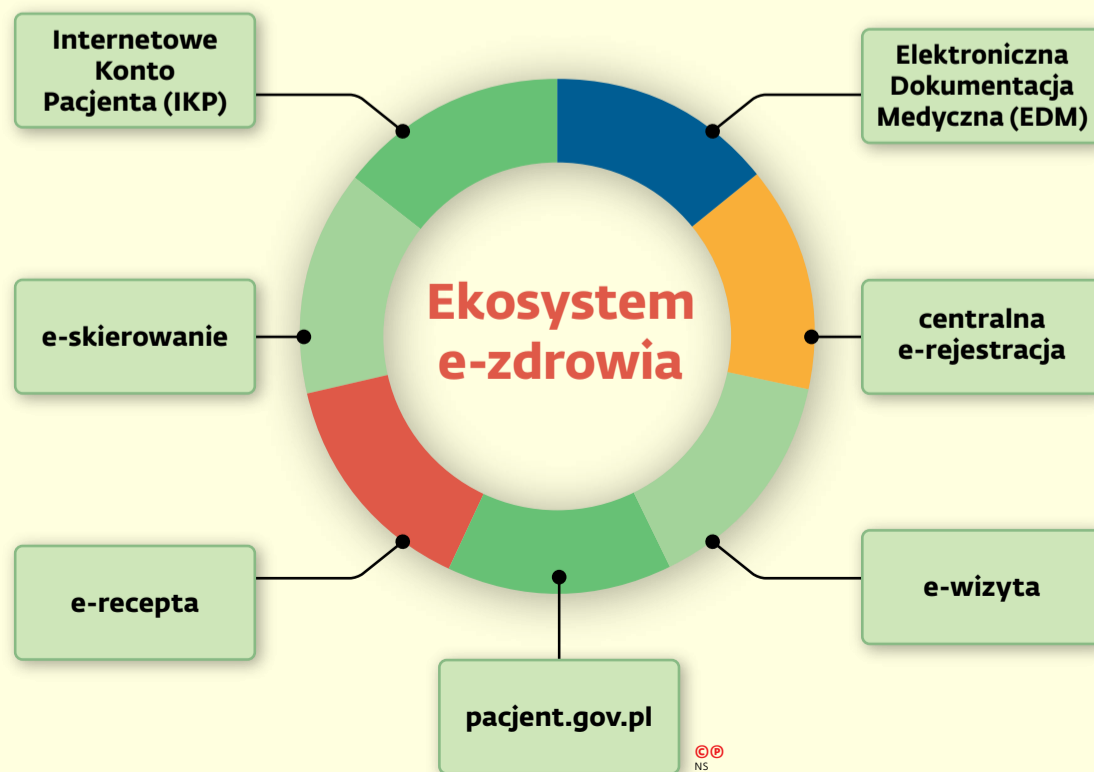 Internetowe
Konto
Pacjenta (IKP)
Elektroniczna
Dokumentacja
Medyczna (EDM)
Ekosystem
e-zdrowia
e-skierowanie
centralna
e-rejestracja
e-recepta
e-wizyta
pacjent.gov.pl
©℗
NS